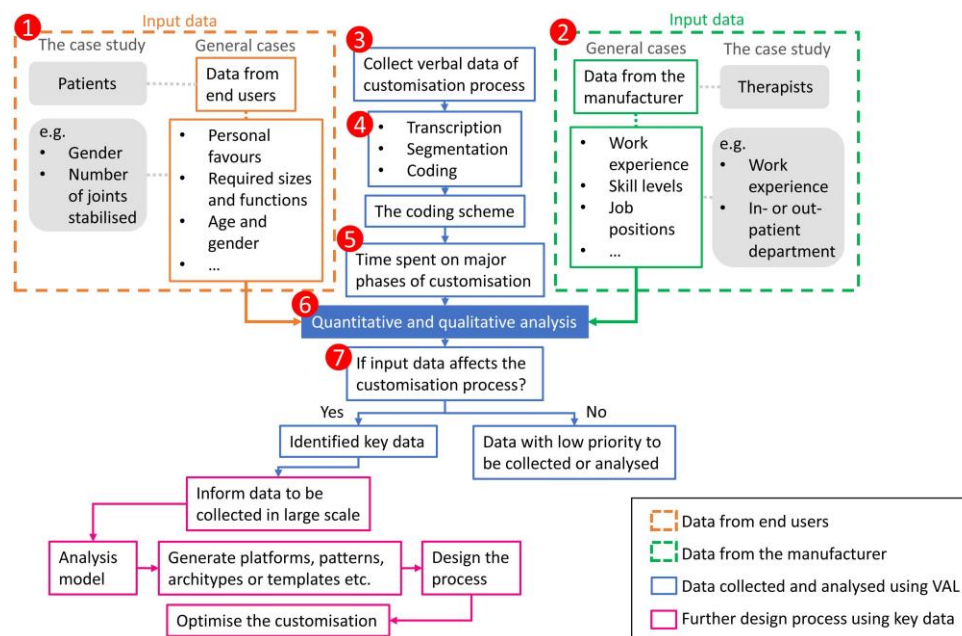 1
Input data
The case study
General cases
Patients
Data from
end users
e.g.
• Gender
• Number
of joints
stabilised
• Personal
favours
• Required sizes
and functions
• Age and
gender
• ...
3
Collect verbal data of
customisation process
4
• Transcription
• Segmentation
• Coding
The coding scheme
5
Time spent on major
phases of customisation
2
Input data
General cases
The case study
Data from the
manufacturer
Therapists
• Work
experience
• Skill levels
• Job
positions
• ...
e.g.
• Work
experience
• In- or out-
patient
department
6
Quantitative and qualitative analysis
7
If input data affects the
customisation process?
Yes
No
Identified key data
Data with low priority to
be collected or analysed
Inform data to be
collected in large scale
Analysis
model
Generate platforms, patterns,
architypes or templates etc.
Design the
process
Optimise the customisation
Data from end users
Data from the manufacturer
Data collected and analysed using VAL
Further design process using key data